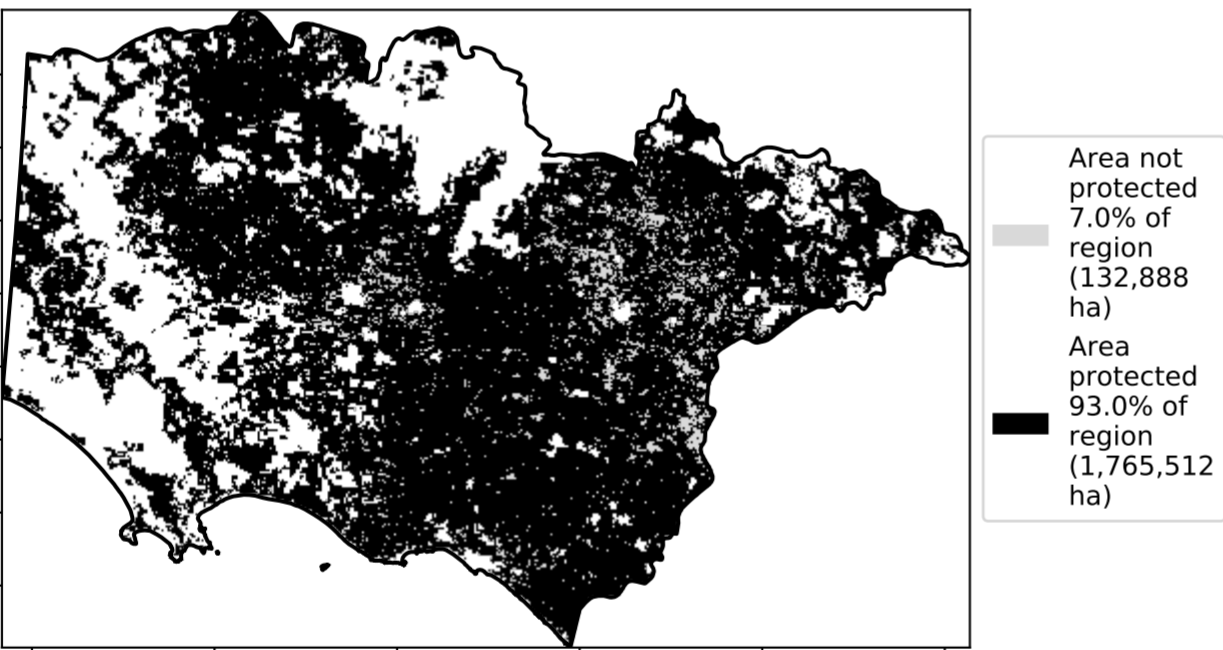 Area not
protected
7.0% of
region
(132,888
ha)
Area
protected
93.0% of
region
(1,765,512
ha)